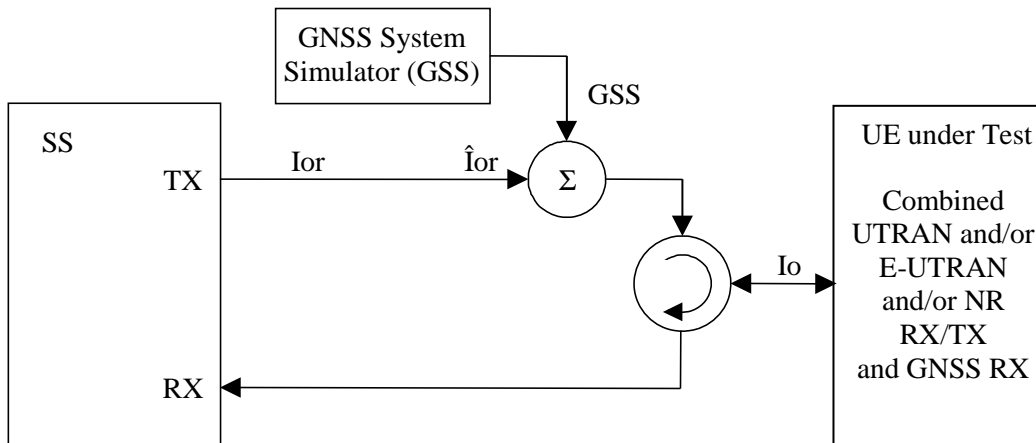 GNSS System
Simulator (GSS)
GSS
SS
TX
Ior
Îor
Σ
UE under Test
Combined
UTRAN and/or
E-UTRAN
and/or NR
RX/TX
and GNSS RX
Io
RX